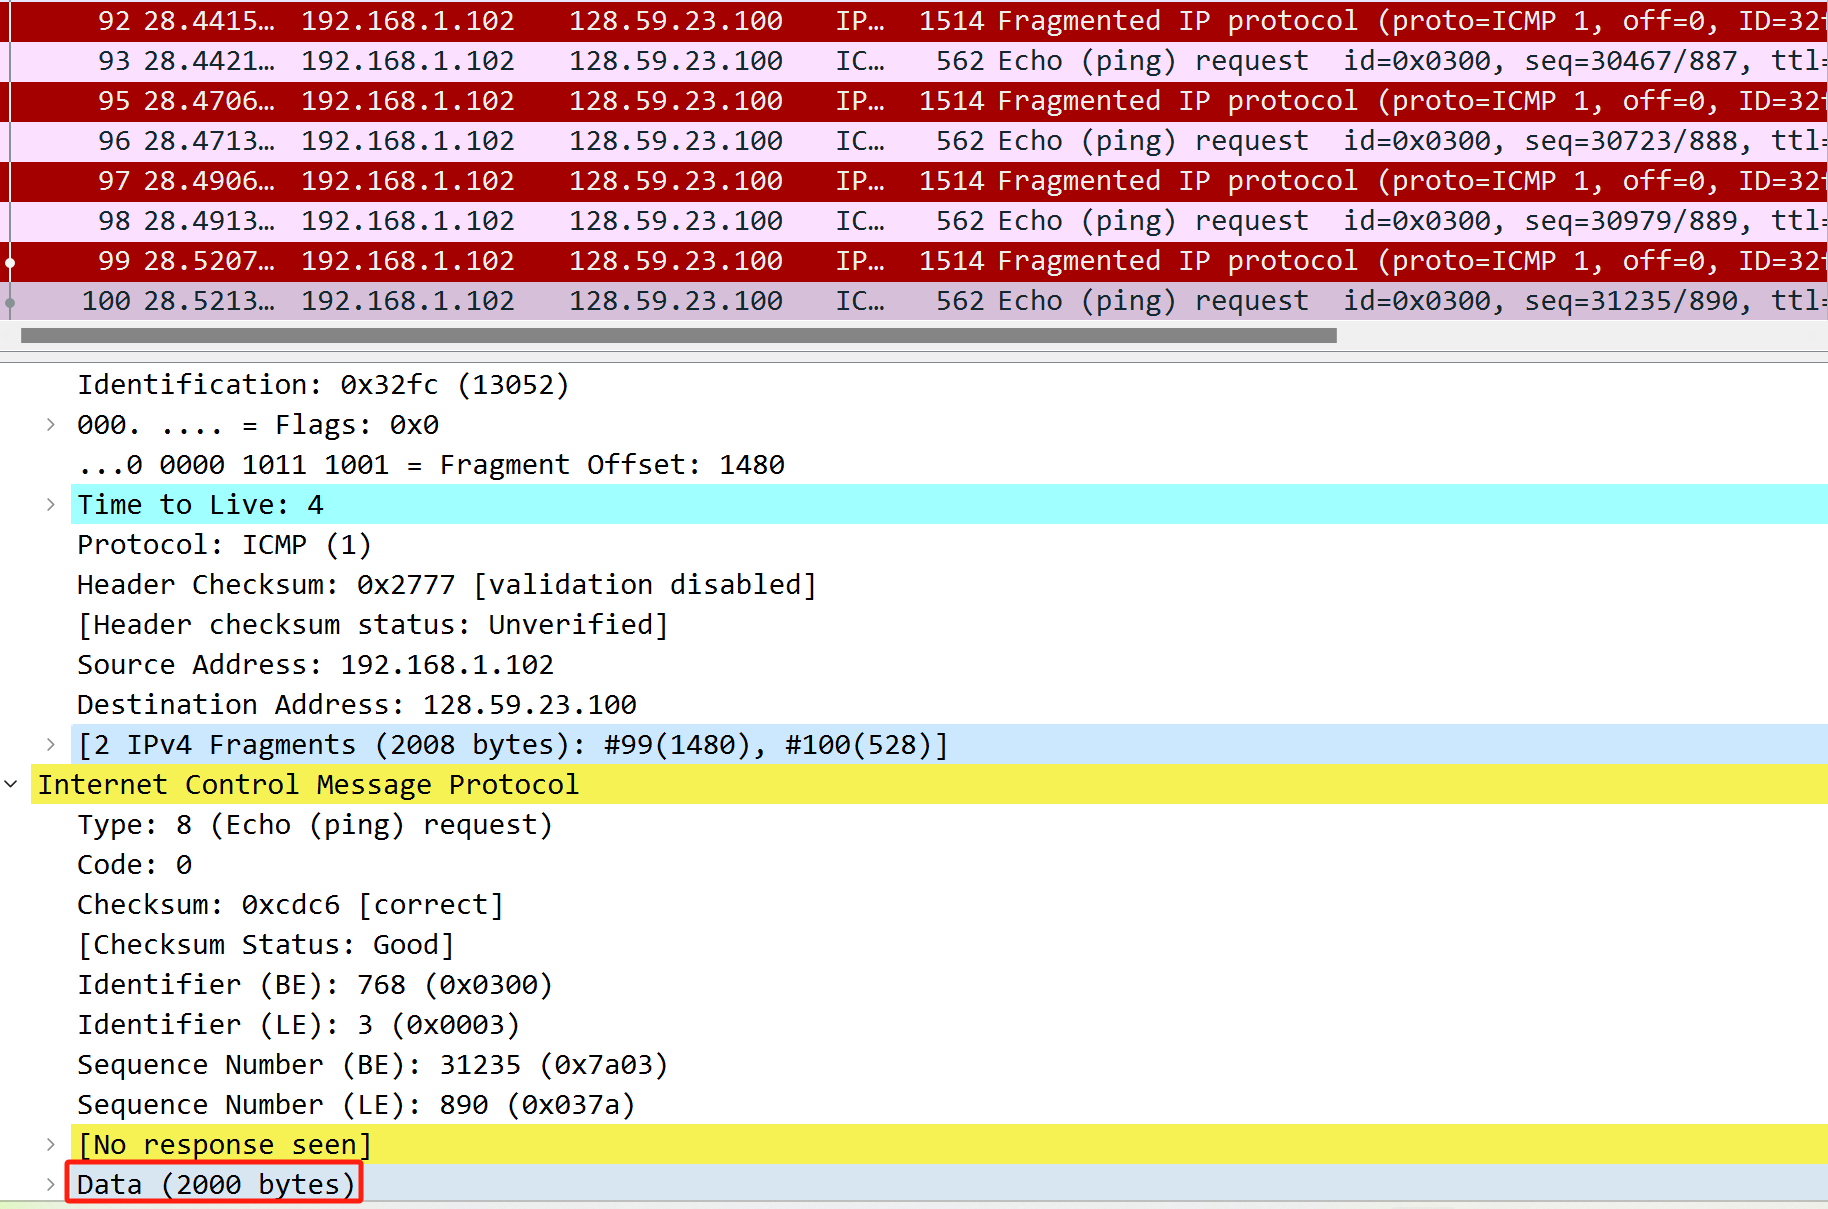 92 28.4415… 192.168.1.102 128.59.23.100 IP… 1514 Fragmented IP protocol (proto=ICMP 1, off=0, ID=32f
93 28.4421… 192.168.1.102 128.59.23.100 IC… 562 Echo (ping) request id=0x0300, seq=30467/887, ttl=
95 28.4706… 192.168.1.102 128.59.23.100 IP… 1514 Fragmented IP protocol (proto=ICMP 1, off=0, ID=32f
96 28.4713… 192.168.1.102 128.59.23.100 IC… 562 Echo (ping) request id=0x0300, seq=30723/888, ttl=
97 28.4906… 192.168.1.102 128.59.23.100 IP… 1514 Fragmented IP protocol (proto=ICMP 1, off=0, ID=32f
98 28.4913… 192.168.1.102 128.59.23.100 IC… 562 Echo (ping) request id=0x0300, seq=30979/889, ttl=
99 28.5207… 192.168.1.102 128.59.23.100 IP… 1514 Fragmented IP protocol (proto=ICMP 1, off=0, ID=32f
100 28.5213… 192.168.1.102 128.59.23.100 IC… 562 Echo (ping) request id=0x0300, seq=31235/890, ttl=
Identification: 0x32fc (13052)
000. .... = Flags: 0x0
...0 0000 1011 1001 = Fragment Offset: 1480
Time to Live: 4
Protocol: ICMP (1)
Header Checksum: 0x2777 [validation disabled]
[Header checksum status: Unverified]
Source Address: 192.168.1.102
Destination Address: 128.59.23.100
[2 IPv4 Fragments (2008 bytes): #99(1480), #100(528)]
Internet Control Message Protocol
Type: 8 (Echo (ping) request)
Code: 0
Checksum: 0xcdc6 [correct]
[Checksum Status: Good]
Identifier (BE): 768 (0x0300)
Identifier (LE): 3 (0x0003)
Sequence Number (BE): 31235 (0x7a03)
Sequence Number (LE): 890 (0x037a)
[No response seen]
Data (2000 bytes)